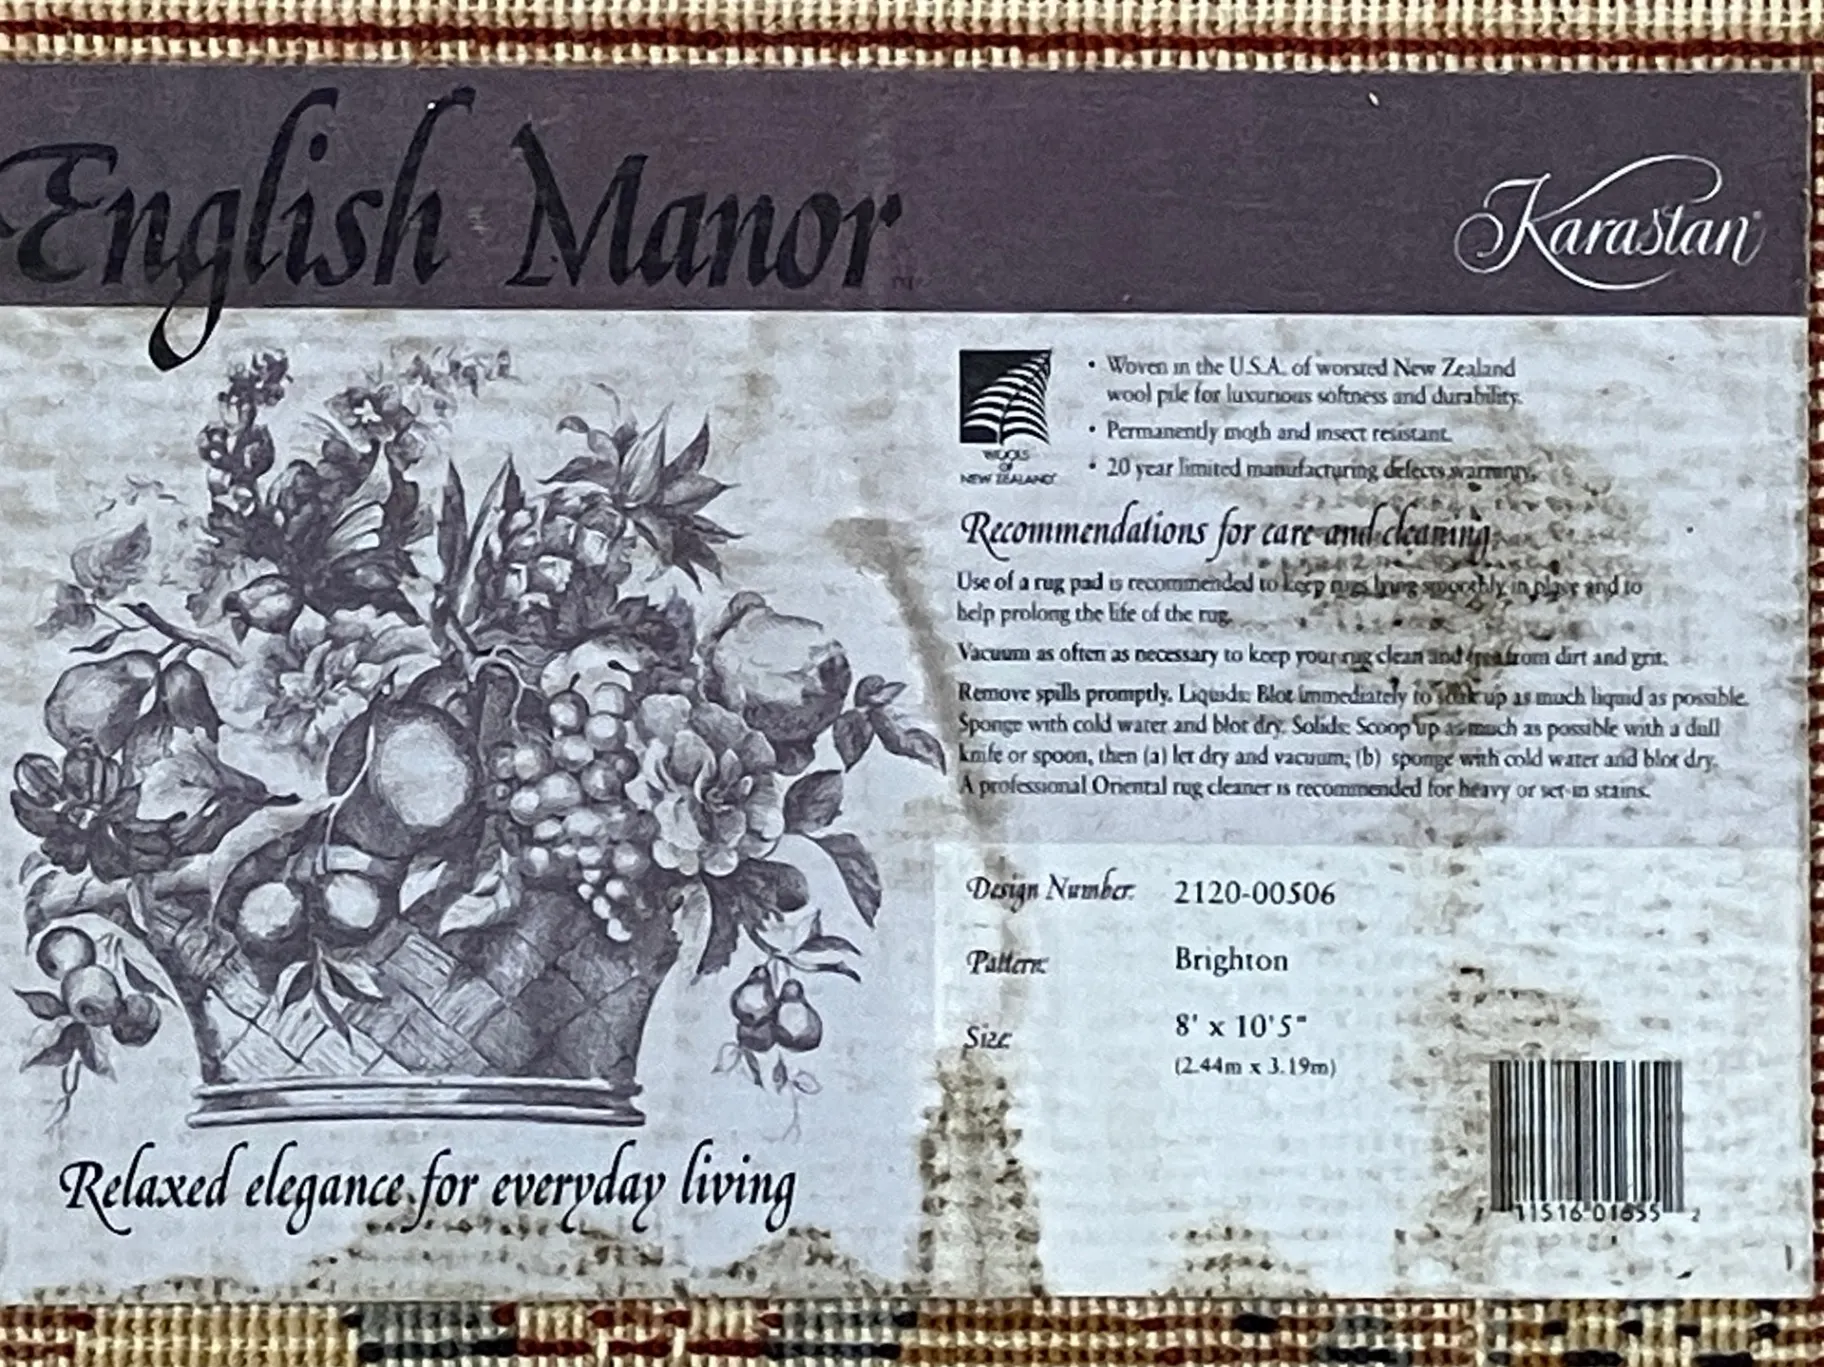 English Manor™
Karastan®
WOOLS
OF
NEW ZEALAND
• Woven in the U.S.A. of worsted New Zealand
wool pile for luxurious softness and durability.
• Permanently moth and insect resistant.
• 20 year limited manufacturing defects warranty.
Recommendations for care and cleaning
Use of a rug pad is recommended to keep rugs lying smoothly in place and to
help prolong the life of the rug.
Vacuum as often as necessary to keep your rug clean and free from dirt and grit.
Remove spills promptly. Liquids: Blot immediately to soak up as much liquid as possible.
Sponge with cold water and blot dry. Solids: Scoop up as much as possible with a dull
knife or spoon, then (a) let dry and vacuum; (b) sponge with cold water and blot dry.
A professional Oriental rug cleaner is recommended for heavy or set-in stains.
Design Number: 2120-00506
Pattern: Brighton
Size: 8' x 10'5"
(2.44m x 3.19m)
Relaxed elegance for everyday living
11516-01655 2